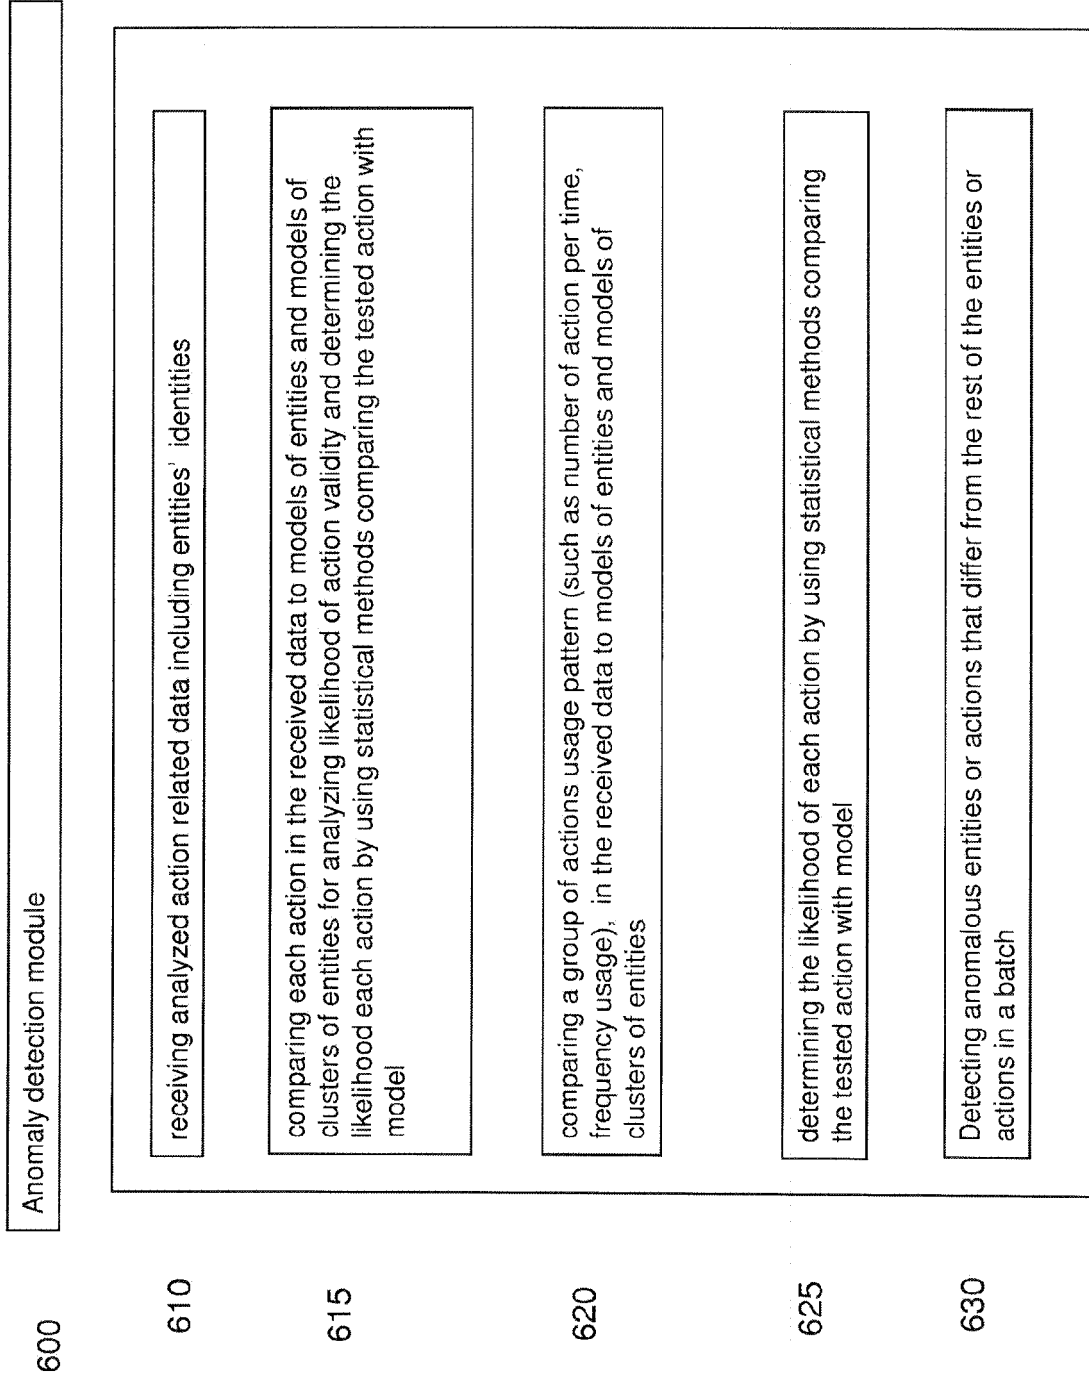 600
Anomaly detection module
610
receiving analyzed action related data including entities' identities
615
comparing each action in the received data to models of entities and models of
clusters of entities for analyzing likelihood of action validity and determining the
likelihood each action by using statistical methods comparing the tested action with
model
620
comparing a group of actions usage pattern (such as number of action per time,
frequency usage), in the received data to models of entities and models of
clusters of entities
625
determining the likelihood of each action by using statistical methods comparing
the tested action with model
630
Detecting anomalous entities or actions that differ from the rest of the entities or
actions in a batch